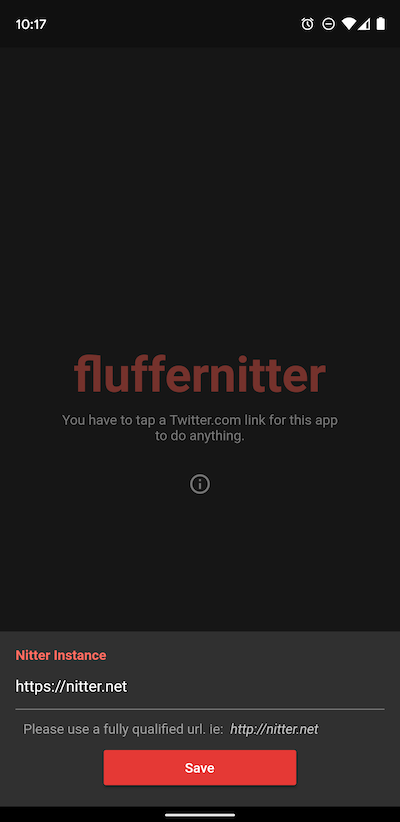 10:17
fluffernitter
You have to tap a Twitter.com link for this app
to do anything.
Nitter Instance
https://nitter.net
Please use a fully qualified url. ie: http://nitter.net
Save